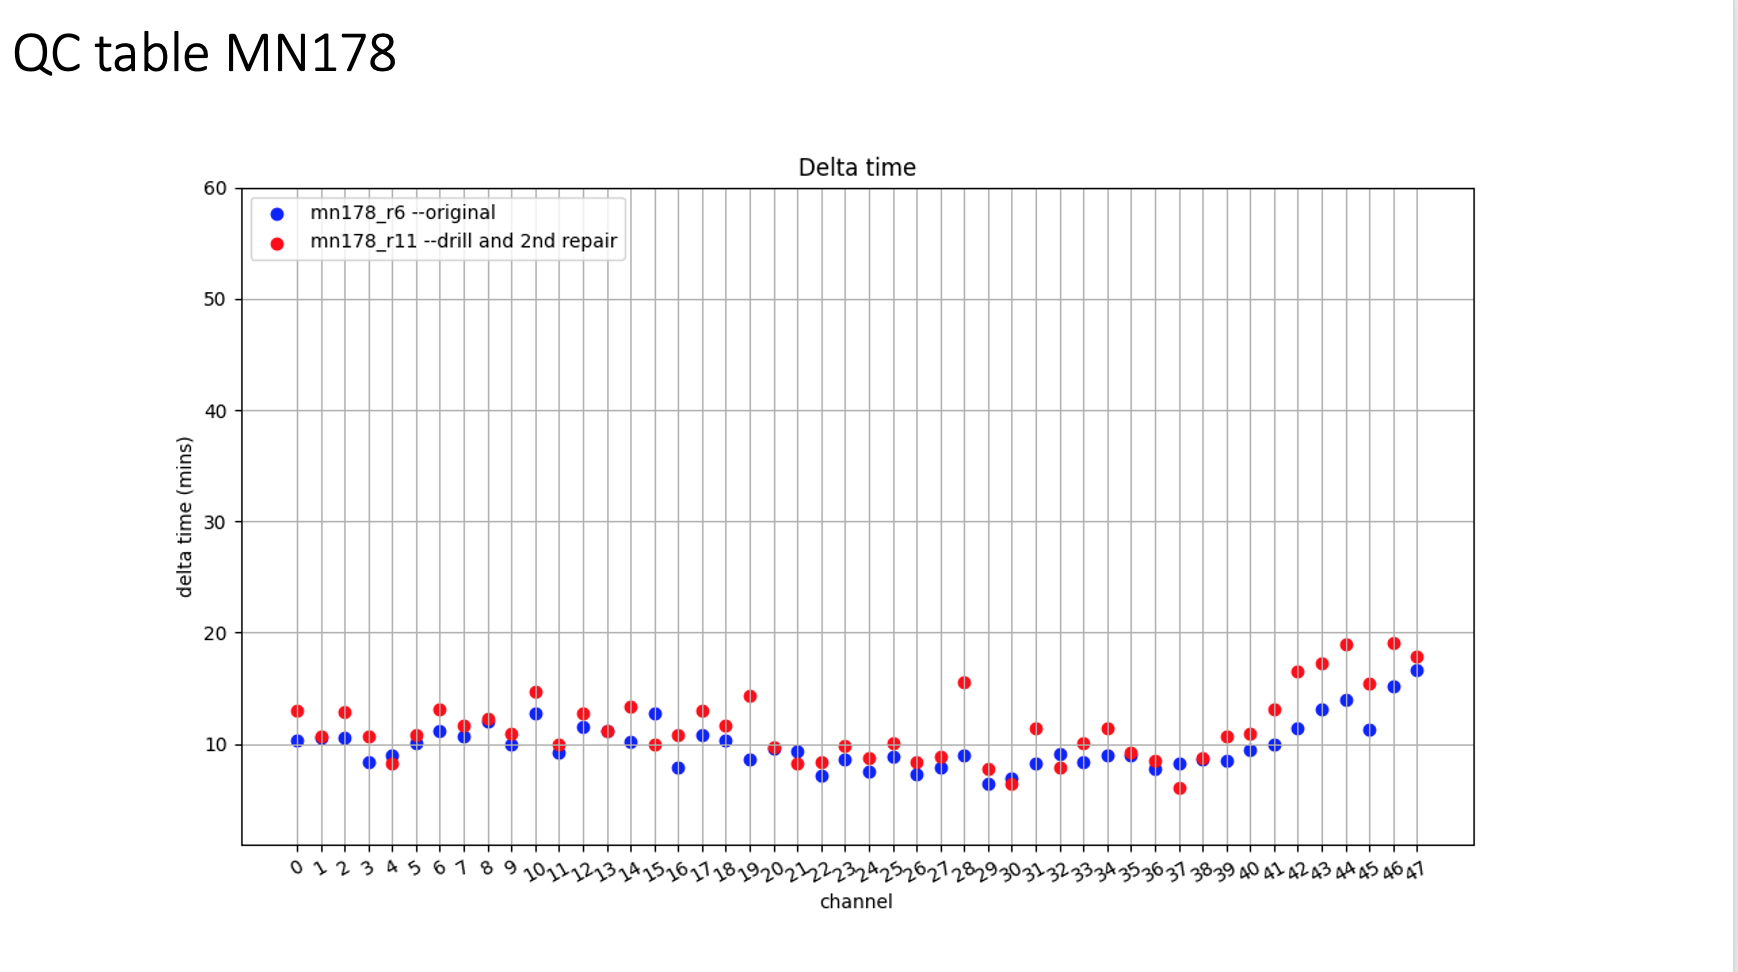 QC table MN178
Delta time
60
mn178_r6 --original
mn178_r11 --drill and 2nd repair
50
40
delta time (mins)
30
20
10
0 1 2 3 4 5 6 7 8 9 10 11 12 13 14 15 16 17 18 19 20 21 22 23 24 25 26 27 28 29 30 31 32 33 34 35 36 37 38 39 40 41 42 43 44 45 46 47
channel